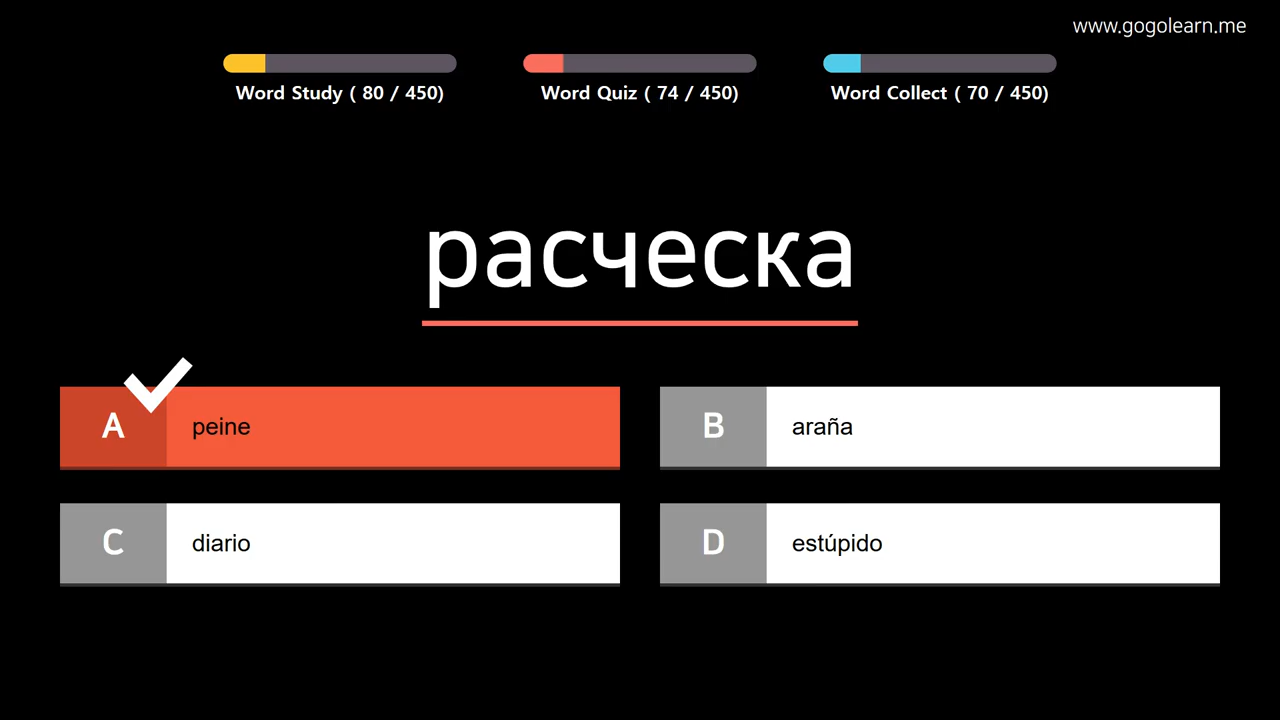 www.gogolearn.me
Word Study ( 80 / 450)
Word Quiz ( 74 / 450)
Word Collect ( 70 / 450)
расческа
A peine
B araña
C diario
D estúpido